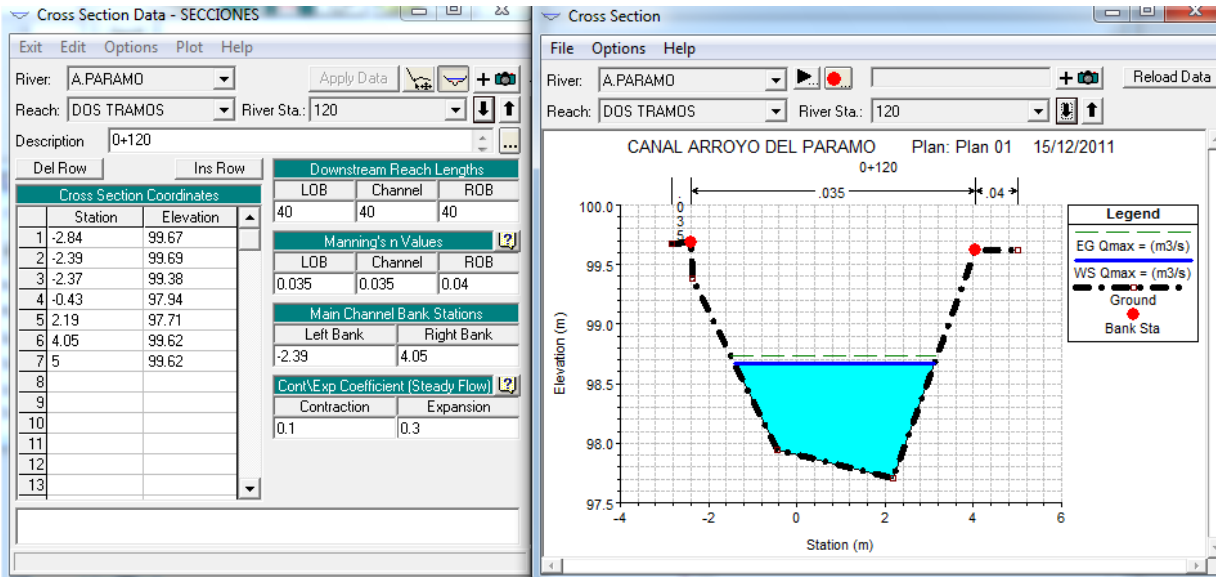 Cross Section Data - SECCIONES
Exit Edit Options Plot Help
River: A.PARAMO Apply Data
Reach: DOS TRAMOS River Sta.: 120
Description 0+120 ...
Del Row Ins Row
Cross Section Coordinates
Station Elevation
1 -2.84 99.67
2 -2.39 99.69
3 -2.37 99.38
4 -0.43 97.94
5 2.19 97.71
6 4.05 99.62
7 5 99.62
8
9
10
11
12
13
Downstream Reach Lengths
LOB Channel ROB
40 40 40
Manning's n Values
LOB Channel ROB
0.035 0.035 0.04
Main Channel Bank Stations
Left Bank Right Bank
-2.39 4.05
Cont\Exp Coefficient (Steady Flow)
Contraction Expansion
0.1 0.3
Cross Section
File Options Help
River: A.PARAMO Reload Data
Reach: DOS TRAMOS River Sta.: 120
CANAL ARROYO DEL PARAMO Plan: Plan 01 15/12/2011
0+120
.035 .035 .04
100.0
99.5
99.0
98.5
98.0
97.5
Elevation (m)
-4 -2 0 2 4 6
Station (m)
Legend
EG Qmax = (m3/s)
WS Qmax = (m3/s)
Ground
Bank Sta